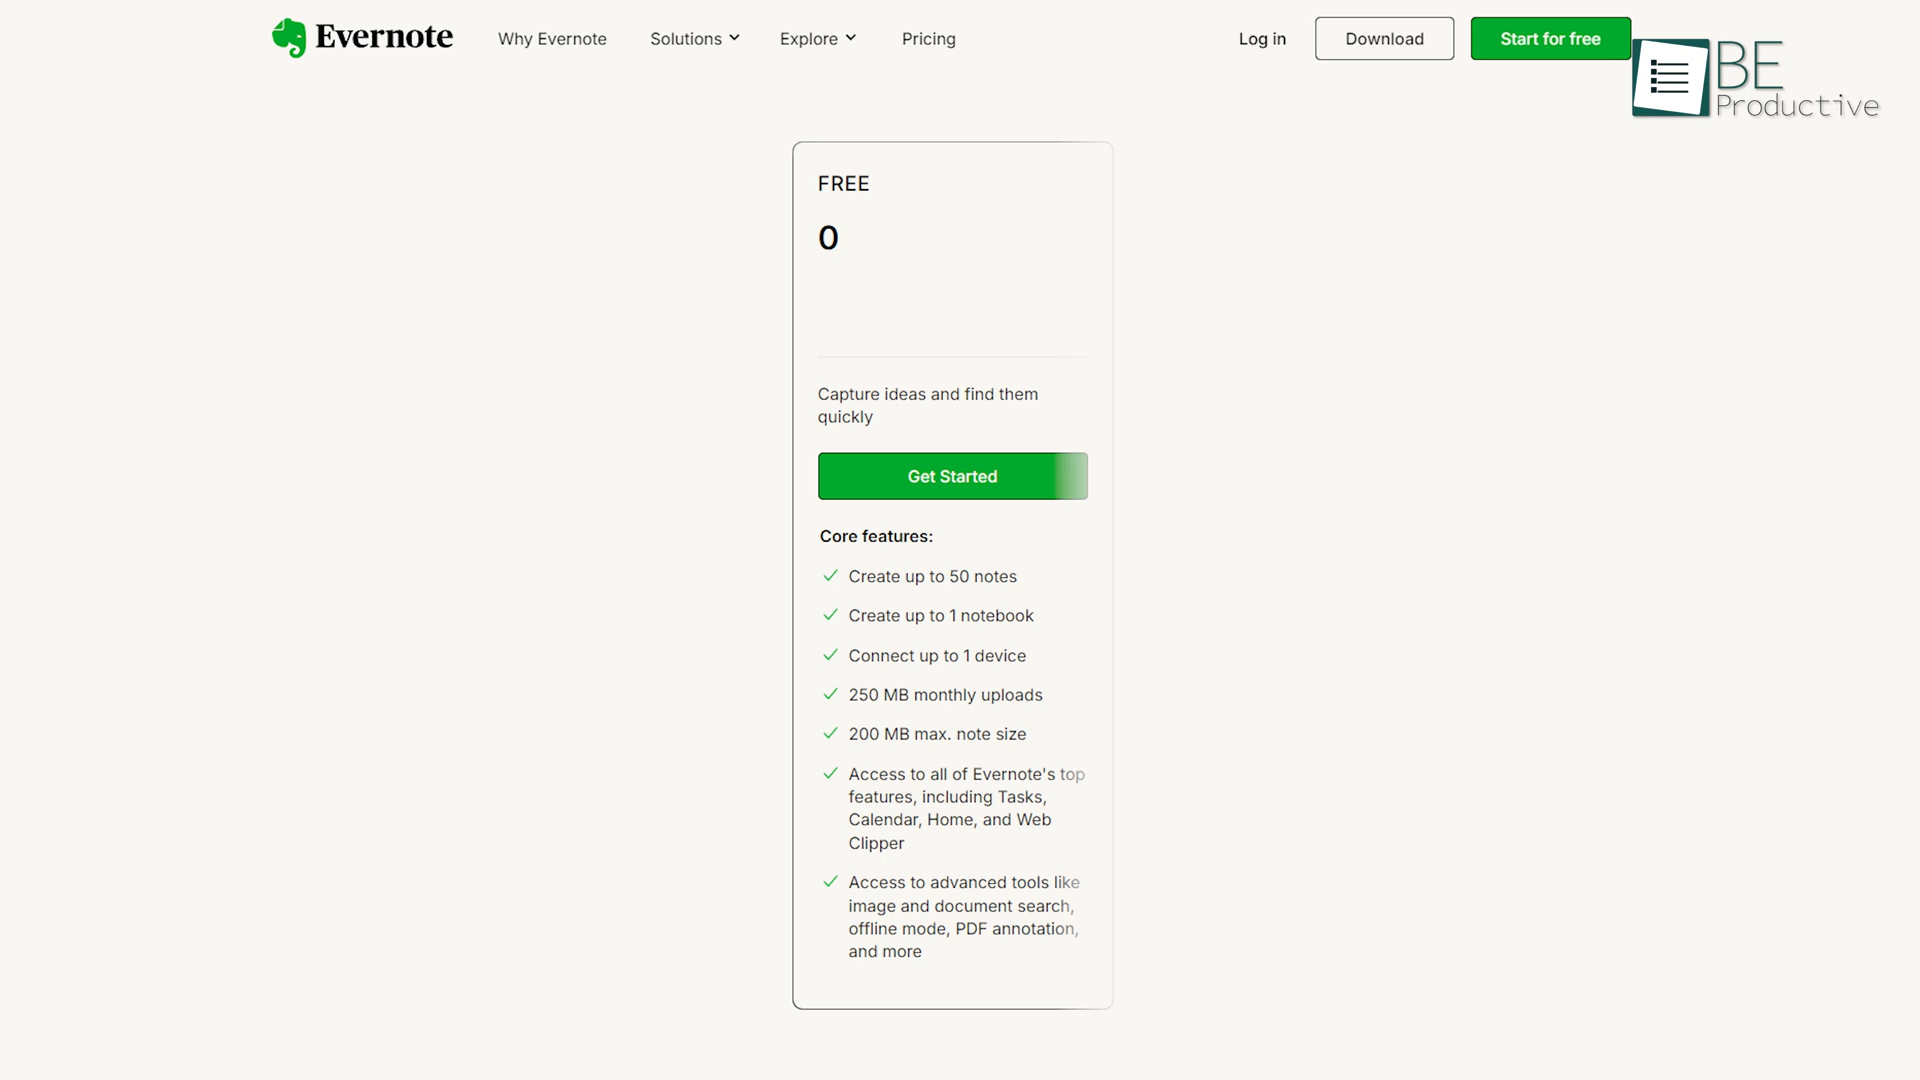 Evernote
Why Evernote
Solutions
Explore
Pricing
Log in
Download
Start for free
BE
Productive
FREE
0
Capture ideas and find them
quickly
Get Started
Core features:
Create up to 50 notes
Create up to 1 notebook
Connect up to 1 device
250 MB monthly uploads
200 MB max. note size
Access to all of Evernote's top
features, including Tasks,
Calendar, Home, and Web
Clipper
Access to advanced tools like
image and document search,
offline mode, PDF annotation,
and more